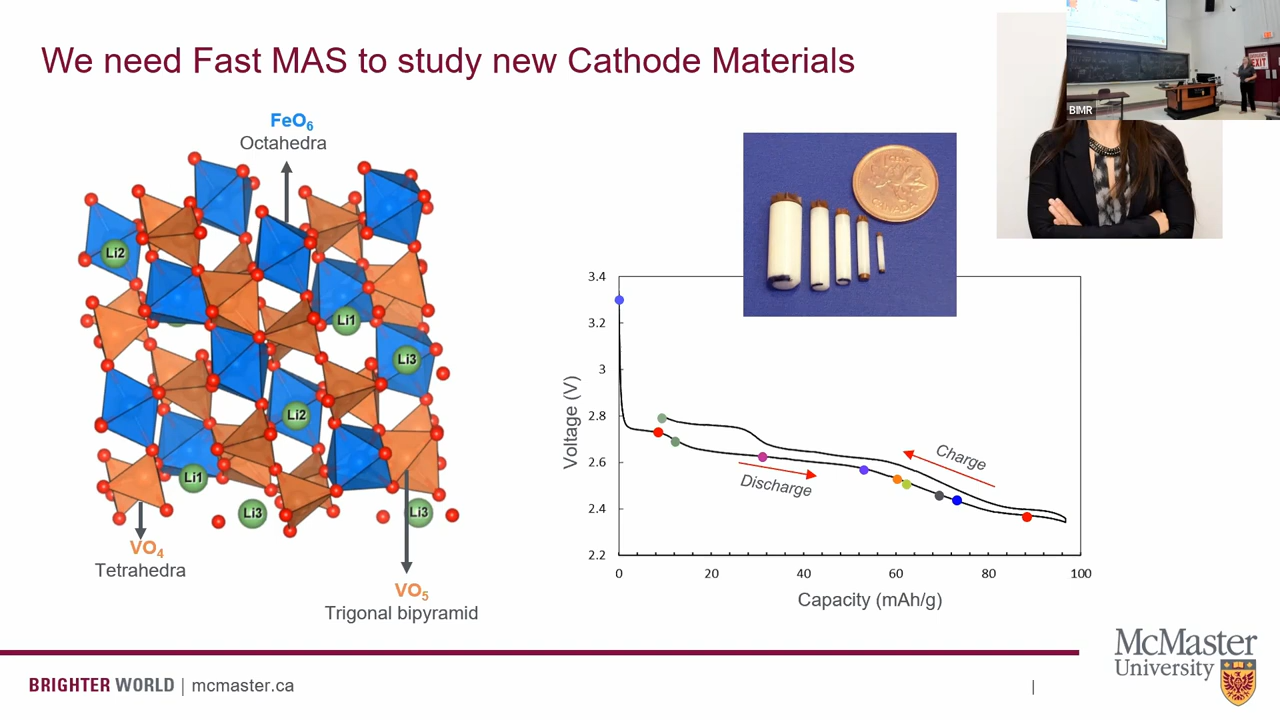 We need Fast MAS to study new Cathode Materials
BIMR
EXIT
FeO6
Octahedra
Li2
Li1
Li3
Li2
Li1
Li3
Li3
VO4
Tetrahedra
VO5
Trigonal bipyramid
CANADA
3.4
3.2
3
2.8
2.6
2.4
2.2
Voltage (V)
Charge
Discharge
0
20
40
60
80
100
Capacity (mAh/g)
McMaster
University
BRIGHTER WORLD | mcmaster.ca
|